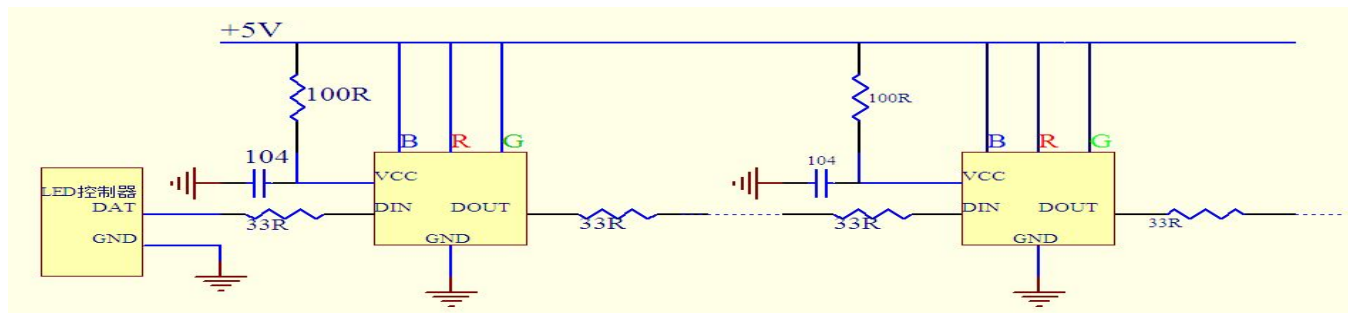 +5V
100R
100R
B R G
B R G
104
104
LED控制器
VCC
VCC
DAT
DIN DOUT
DIN DOUT
33R
33R
33R
33R
GND
GND
GND